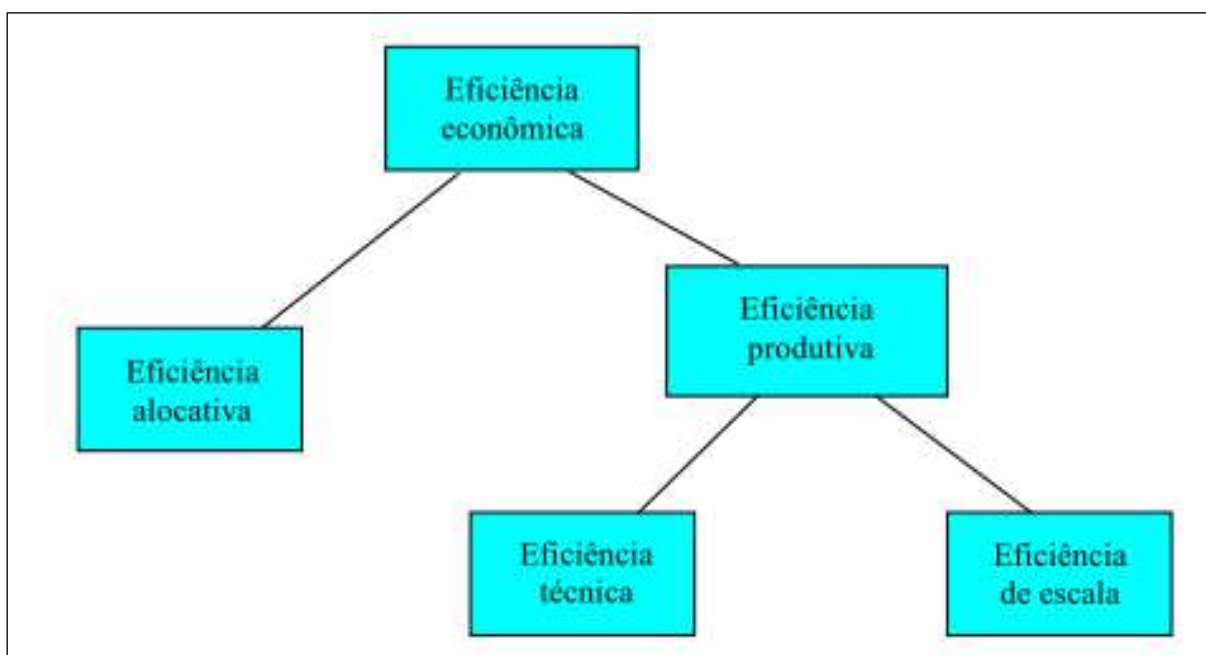 Eficiência
econômica
Eficiência
produtiva
Eficiência
alocativa
Eficiência
técnica
Eficiência
de escala